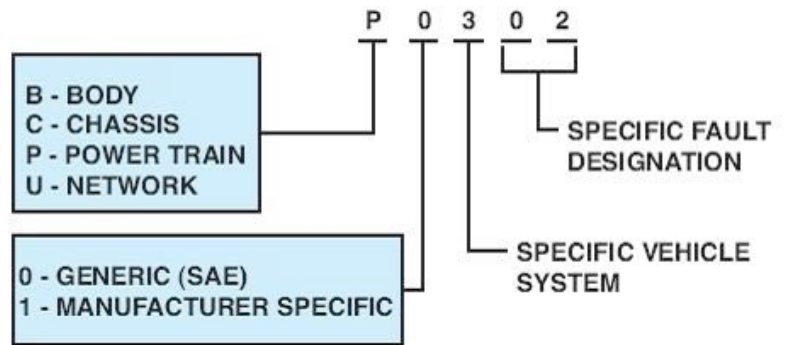 P 0 3 0 2
B - BODY
C - CHASSIS
P - POWER TRAIN
U - NETWORK
SPECIFIC FAULT
DESIGNATION
0 - GENERIC (SAE)
1 - MANUFACTURER SPECIFIC
SPECIFIC VEHICLE
SYSTEM